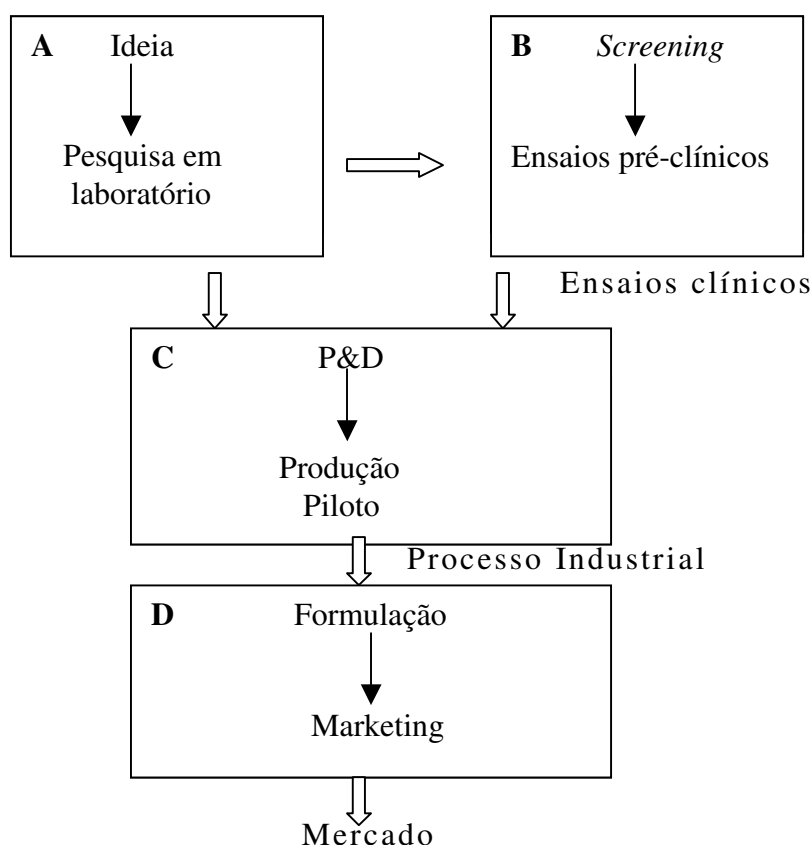 A
Ideia
Pesquisa em
laboratório
B
Screening
Ensaios pré-clínicos
Ensaios clínicos
C
P&D
Produção
Piloto
Processo Industrial
D
Formulação
Marketing
Mercado